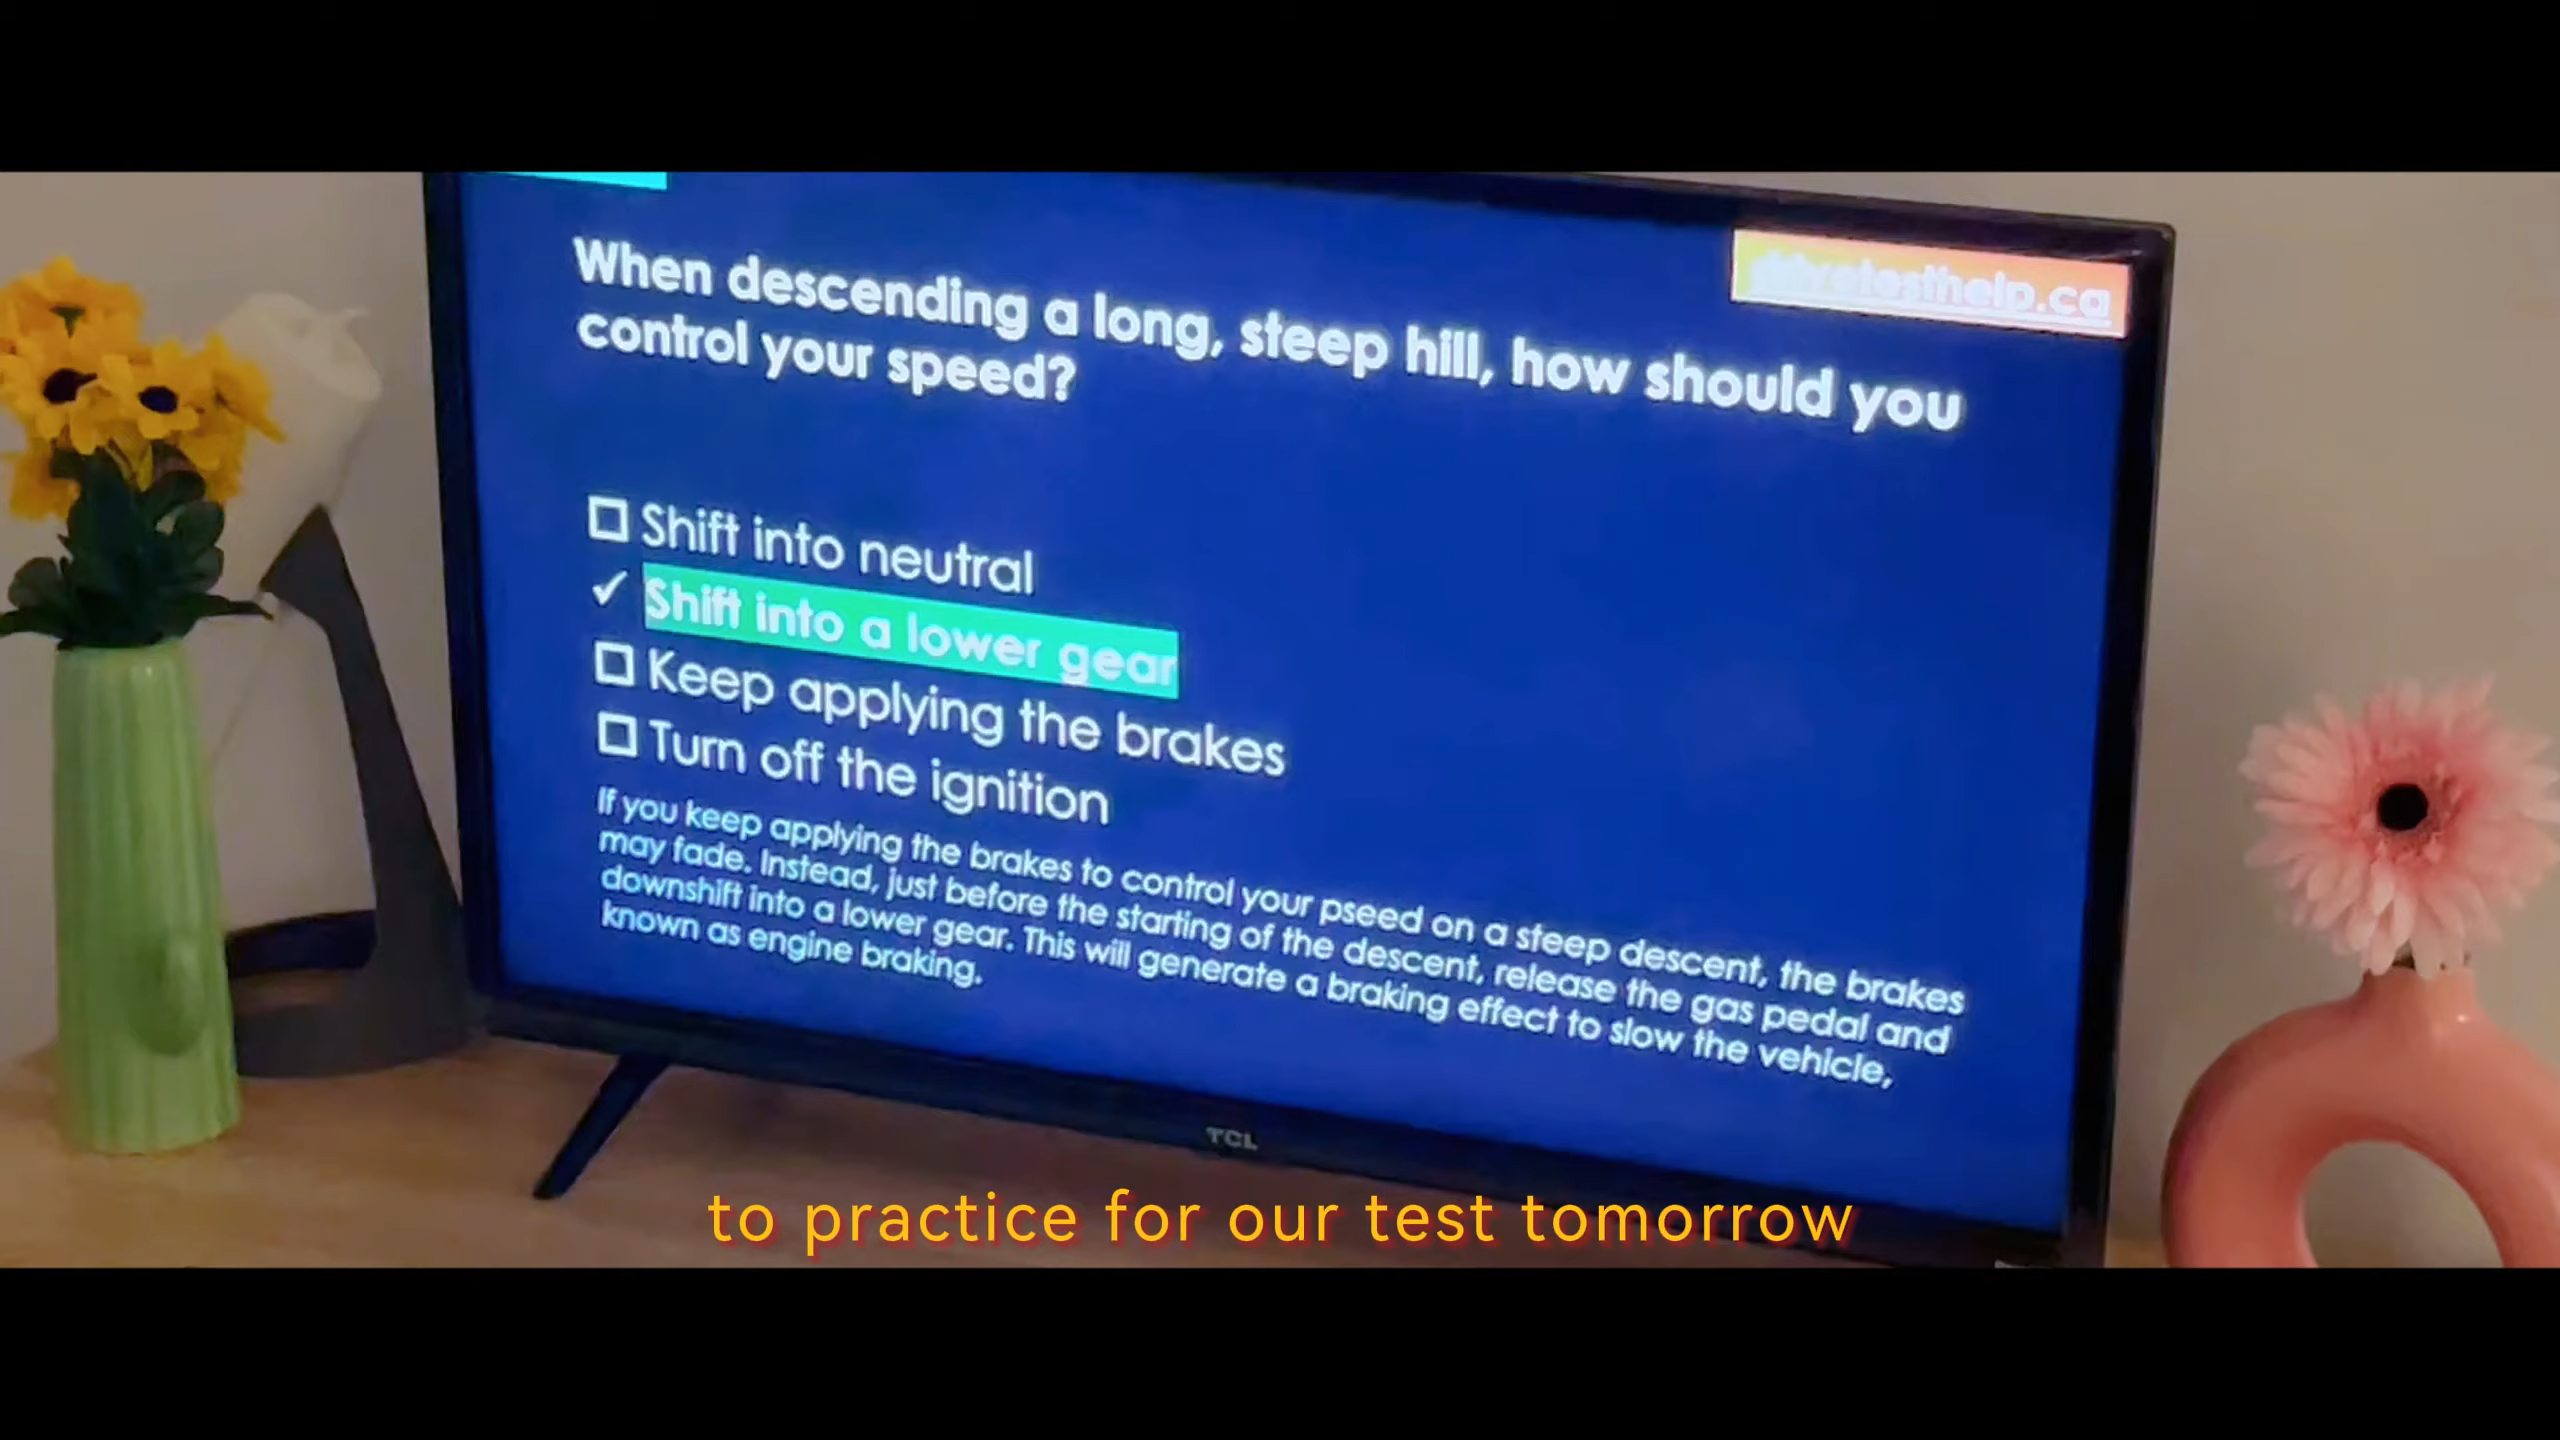 drivetesthelp.ca
When descending a long, steep hill, how should you
control your speed?
Shift into neutral
✓ Shift into a lower gear
Keep applying the brakes
Turn off the ignition
If you keep applying the brakes to control your pseed on a steep descent, the brakes
may fade. Instead, just before the starting of the descent, release the gas pedal and
downshift into a lower gear. This will generate a braking effect to slow the vehicle,
known as engine braking.
TCL
to practice for our test tomorrow